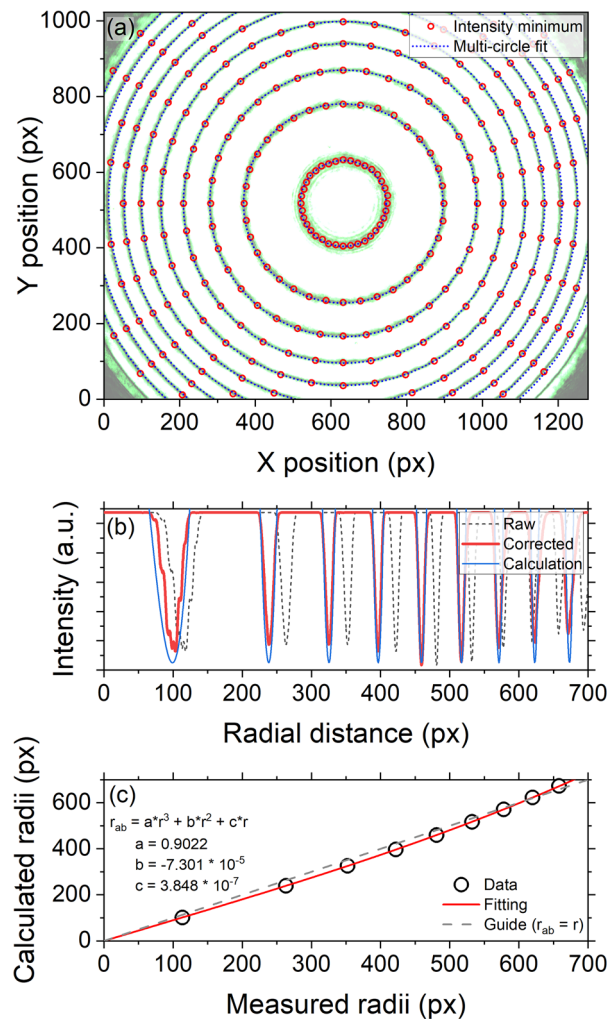 (a)
Intensity minimum
Multi-circle fit
1000
800
600
400
200
0
Y position (px)
0 200 400 600 800 1000 1200
X position (px)
(b)
Raw
Corrected
Calculation
Intensity (a.u.)
0 100 200 300 400 500 600 700
Radial distance (px)
(c)
r_ab = a*r³ + b*r² + c*r
a = 0.9022
b = -7.301 * 10⁻⁵
c = 3.848 * 10⁻⁷
Data
Fitting
Guide (r_ab = r)
600
400
200
0
Calculated radii (px)
0 100 200 300 400 500 600 700
Measured radii (px)